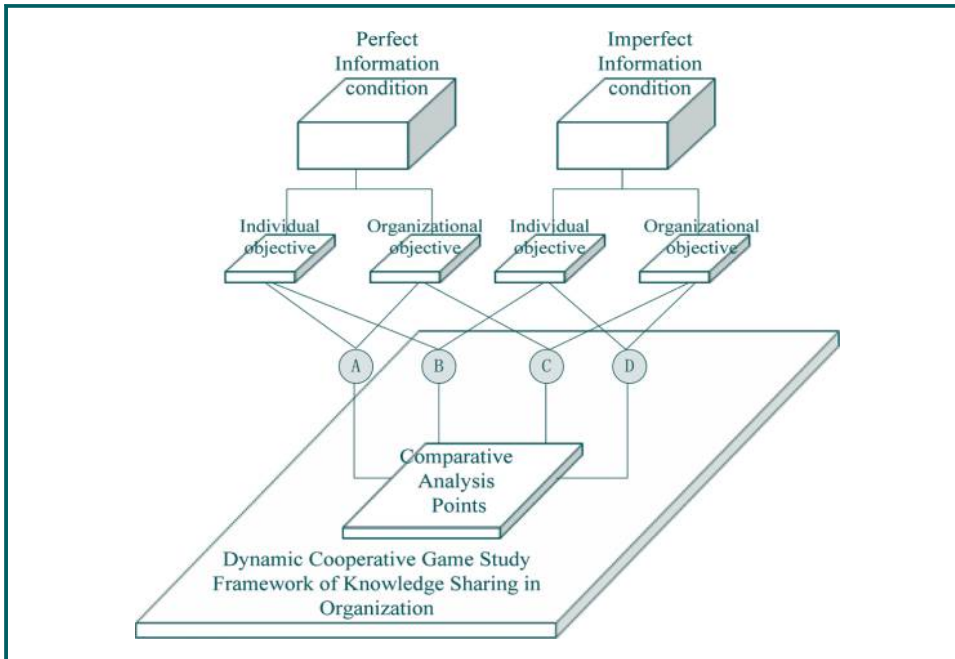 Perfect
Information
condition
Imperfect
Information
condition
Individual
objective
Organizational
objective
Individual
objective
Organizational
objective
A
B
C
D
Comparative
Analysis
Points
Dynamic Cooperative Game Study
Framework of Knowledge Sharing in
Organization